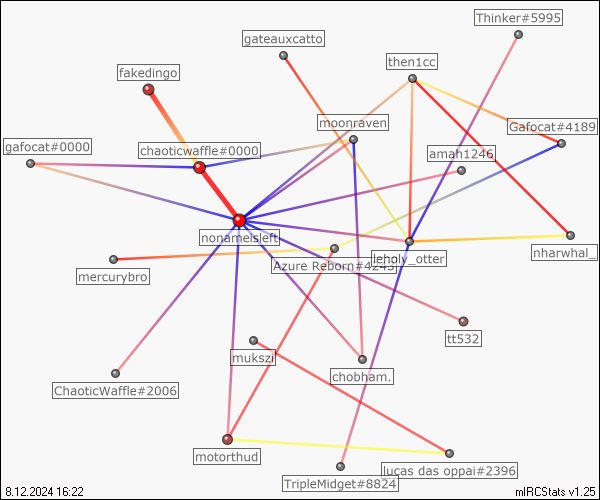 Thinker#5995
gateauxcatto
then1cc
fakedingo
moonraven
Gafocat#4189
gafocat#0000
chaoticwaffle#0000
amah1246
nonameisleft
nharwhal_
leholy_otter
Azure Reborn#4243
mercurybro
tt532
mukszi
chobham.
ChaoticWaffle#2006
motorthud
lucas das oppai#2396
TripleMidget#8824
8.12.2024 16:22
mIRCStats v1.25